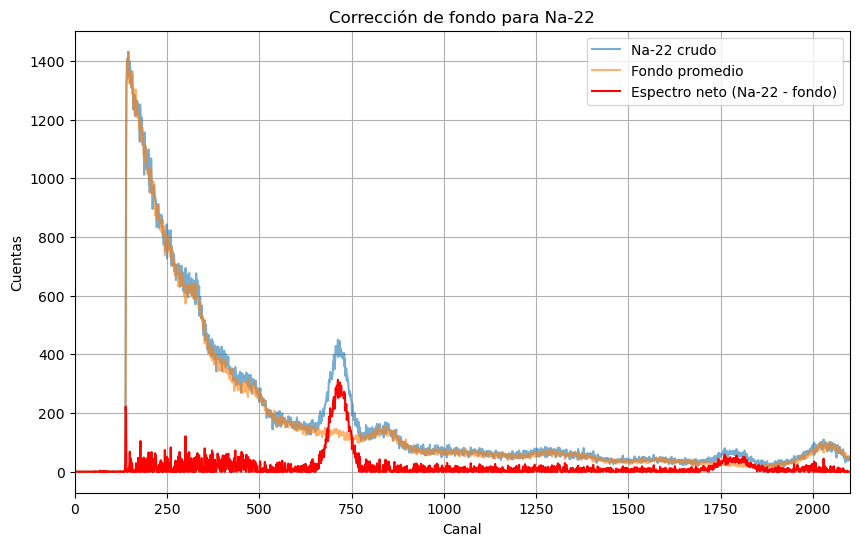 Corrección de fondo para Na-22
Na-22 crudo
Fondo promedio
Espectro neto (Na-22 - fondo)
Cuentas
1400
1200
1000
800
600
400
200
0
0 250 500 750 1000 1250 1500 1750 2000
Canal